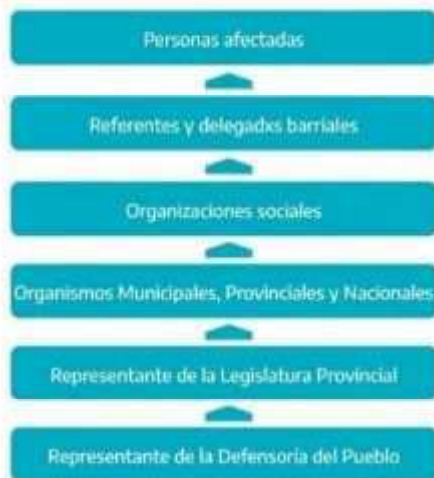 Personas afectadas
Referentes y delegadxs barriales
Organizaciones sociales
Organismos Municipales, Provinciales y Nacionales
Representante de la Legislatura Provincial
Representante de la Defensoría del Pueblo